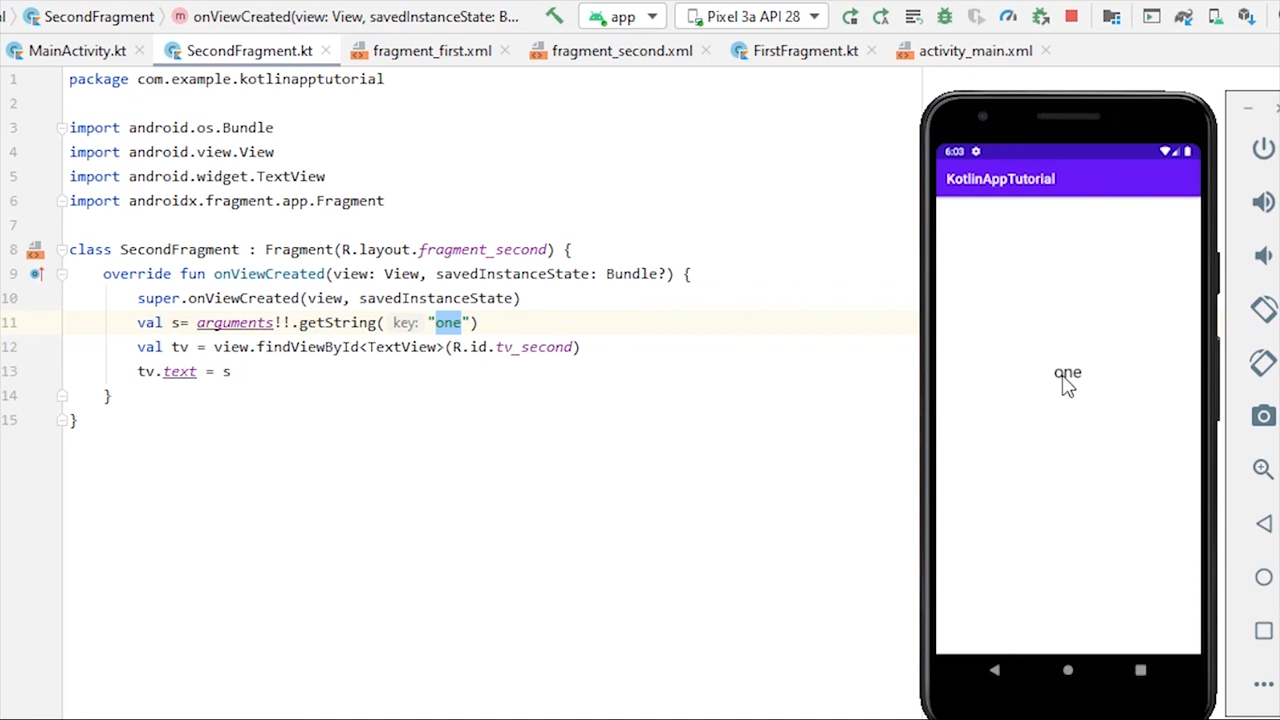 SecondFragment
onViewCreated(view: View, savedInstanceState: B...
app
Pixel 3a API 28
MainActivity.kt
SecondFragment.kt
fragment_first.xml
fragment_second.xml
FirstFragment.kt
activity_main.xml
1 package com.example.kotlinapptutorial
2
3 import android.os.Bundle
4 import android.view.View
5 import android.widget.TextView
6 import androidx.fragment.app.Fragment
7
8 class SecondFragment : Fragment(R.layout.fragment_second) {
9 override fun onViewCreated(view: View, savedInstanceState: Bundle?) {
10 super.onViewCreated(view, savedInstanceState)
11 val s= arguments!!.getString( key: "one")
12 val tv = view.findViewById<TextView>(R.id.tv_second)
13 tv.text = s
14 }
15 }
6:03
KotlinAppTutorial
one